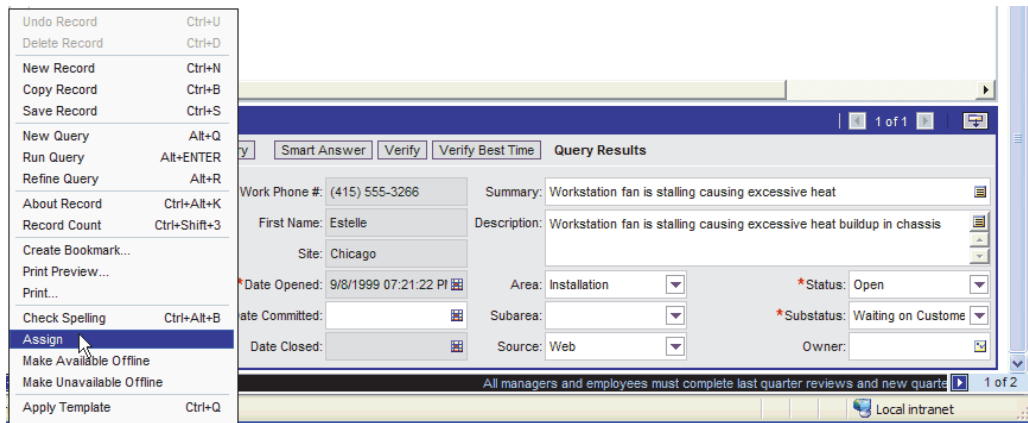 Undo Record Ctrl+U
Delete Record Ctrl+D
New Record Ctrl+N
Copy Record Ctrl+B
Save Record Ctrl+S
New Query Alt+Q
Run Query Alt+ENTER
Refine Query Alt+R
About Record Ctrl+Alt+K
Record Count Ctrl+Shift+3
Create Bookmark...
Print Preview...
Print...
Check Spelling Ctrl+Alt+B
Assign
Make Available Offline
Make Unavailable Offline
Apply Template Ctrl+Q
1 of 1
Smart Answer Verify Verify Best Time Query Results
Work Phone #: (415) 555-3266 Summary: Workstation fan is stalling causing excessive heat
First Name: Estelle Description: Workstation fan is stalling causing excessive heat buildup in chassis
Site: Chicago
*Date Opened: 9/8/1999 07:21:22 Area: Installation *Status: Open
Committed: Subarea: *Substatus: Waiting on Custome
Date Closed: Source: Web Owner:
All managers and employees must complete last quarter reviews and new quarte 1 of 2
Local intranet